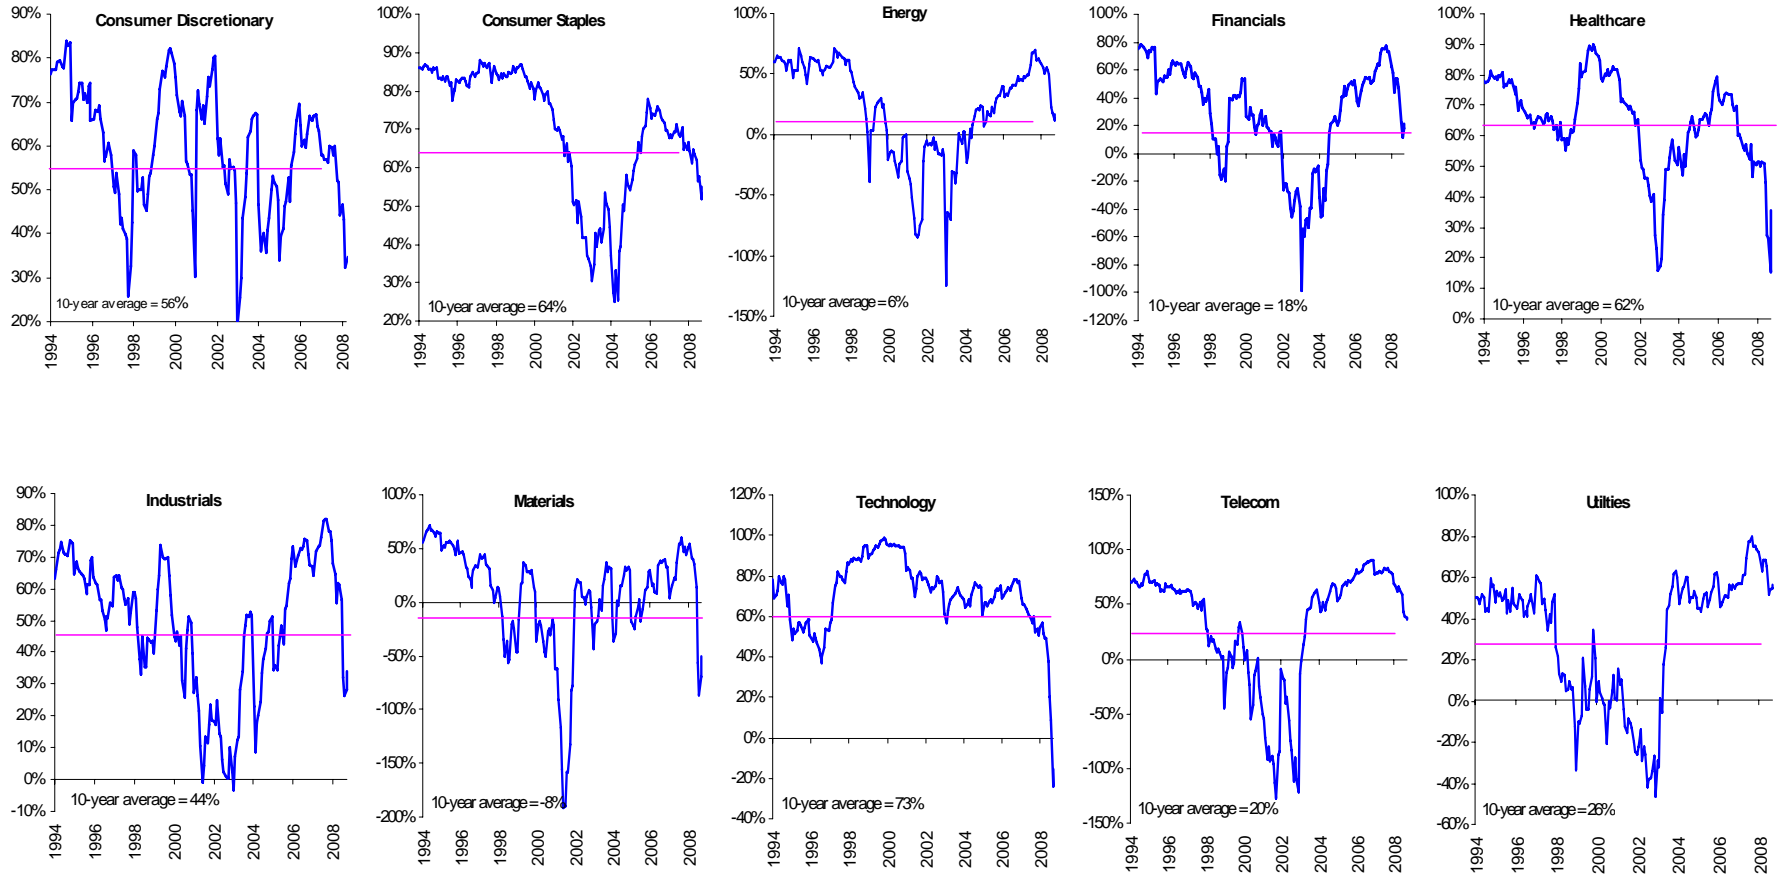 Consumer Discretionary
90%
80%
70%
60%
50%
40%
30%
20%
10-year average = 56%
1994 1996 1998 2000 2002 2004 2006 2008
Consumer Staples
100%
90%
80%
70%
60%
50%
40%
30%
20%
10-year average = 64%
1994 1996 1998 2000 2002 2004 2006 2008
Energy
100%
50%
0%
-50%
-100%
-150%
10-year average = 6%
1994 1996 1998 2000 2002 2004 2006 2008
Financials
100%
80%
60%
40%
20%
0%
-20%
-40%
-60%
-80%
-100%
-120%
10-year average = 18%
1994 1996 1998 2000 2002 2004 2006 2008
Healthcare
100%
90%
80%
70%
60%
50%
40%
30%
20%
10%
0%
10-year average = 62%
1994 1996 1998 2000 2002 2004 2006 2008
Industrials
90%
80%
70%
60%
50%
40%
30%
20%
10%
0%
-10%
10-year average = 44%
1994 1996 1998 2000 2002 2004 2006 2008
Materials
100%
50%
0%
-50%
-100%
-150%
-200%
10-year average = -8%
1994 1996 1998 2000 2002 2004 2006 2008
Technology
120%
100%
80%
60%
40%
20%
0%
-20%
-40%
10-year average = 73%
1994 1996 1998 2000 2002 2004 2006 2008
Telecom
150%
100%
50%
0%
-50%
-100%
-150%
10-year average = 20%
1994 1996 1998 2000 2002 2004 2006 2008
Utilties
100%
80%
60%
40%
20%
0%
-20%
-40%
-60%
10-year average = 26%
1994 1996 1998 2000 2002 2004 2006 2008